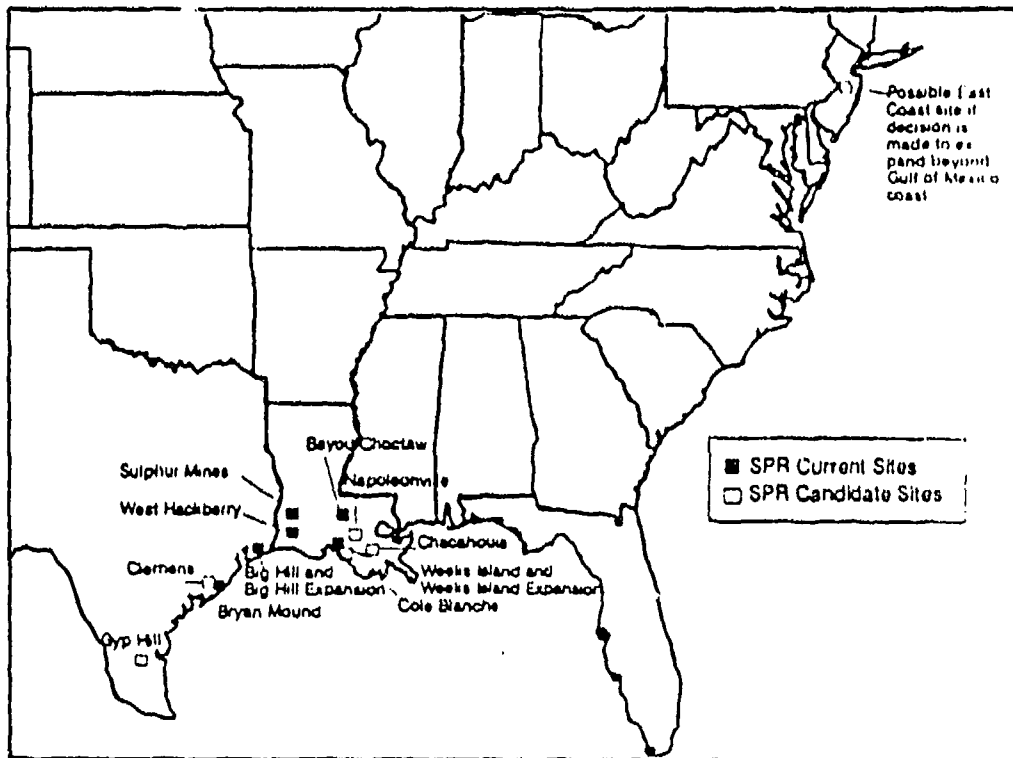 Possible East
Coast site if
decision is
made to ex
pand beyond
Gulf of Mexico
coast
Bayou Choctaw
Napoleonville
Sulphur Mines
West Hackberry
SPR Current Sites
SPR Candidate Sites
Chacahoula
Clemens
Big Hill and
Big Hill Expansion
Weeks Island and
Weeks Island Expansion
Cole Blanche
Bryan Mound
Gyp Hill